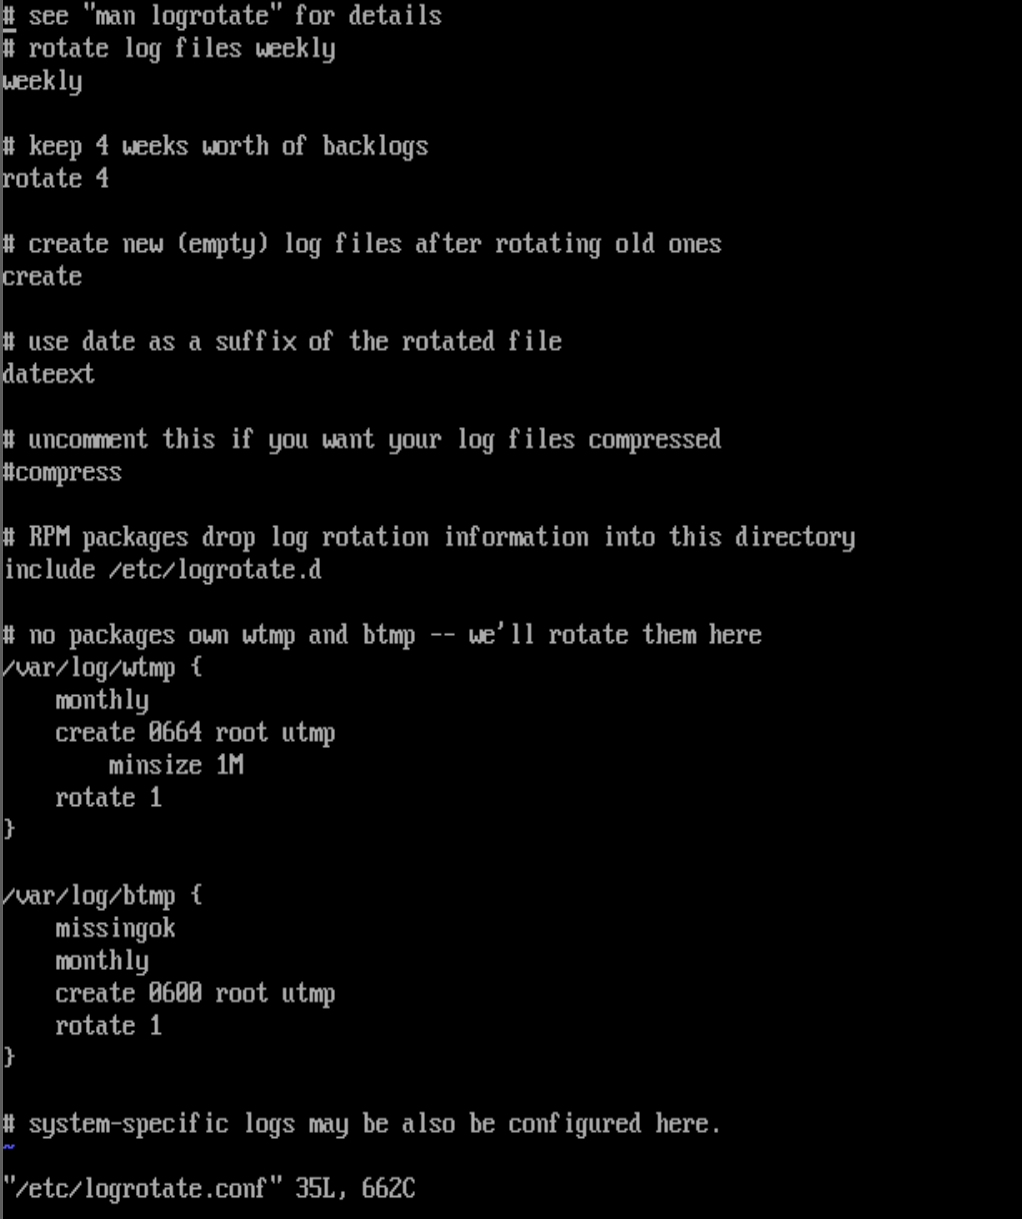 # see "man logrotate" for details
# rotate log files weekly
weekly

# keep 4 weeks worth of backlogs
rotate 4

# create new (empty) log files after rotating old ones
create

# use date as a suffix of the rotated file
dateext

# uncomment this if you want your log files compressed
#compress

# RPM packages drop log rotation information into this directory
include /etc/logrotate.d

# no packages own wtmp and btmp -- we'll rotate them here
/var/log/wtmp {
    monthly
    create 0664 root utmp
        minsize 1M
    rotate 1
}

/var/log/btmp {
    missingok
    monthly
    create 0600 root utmp
    rotate 1
}

# system-specific logs may be also be configured here.
~
"/etc/logrotate.conf" 35L, 662C